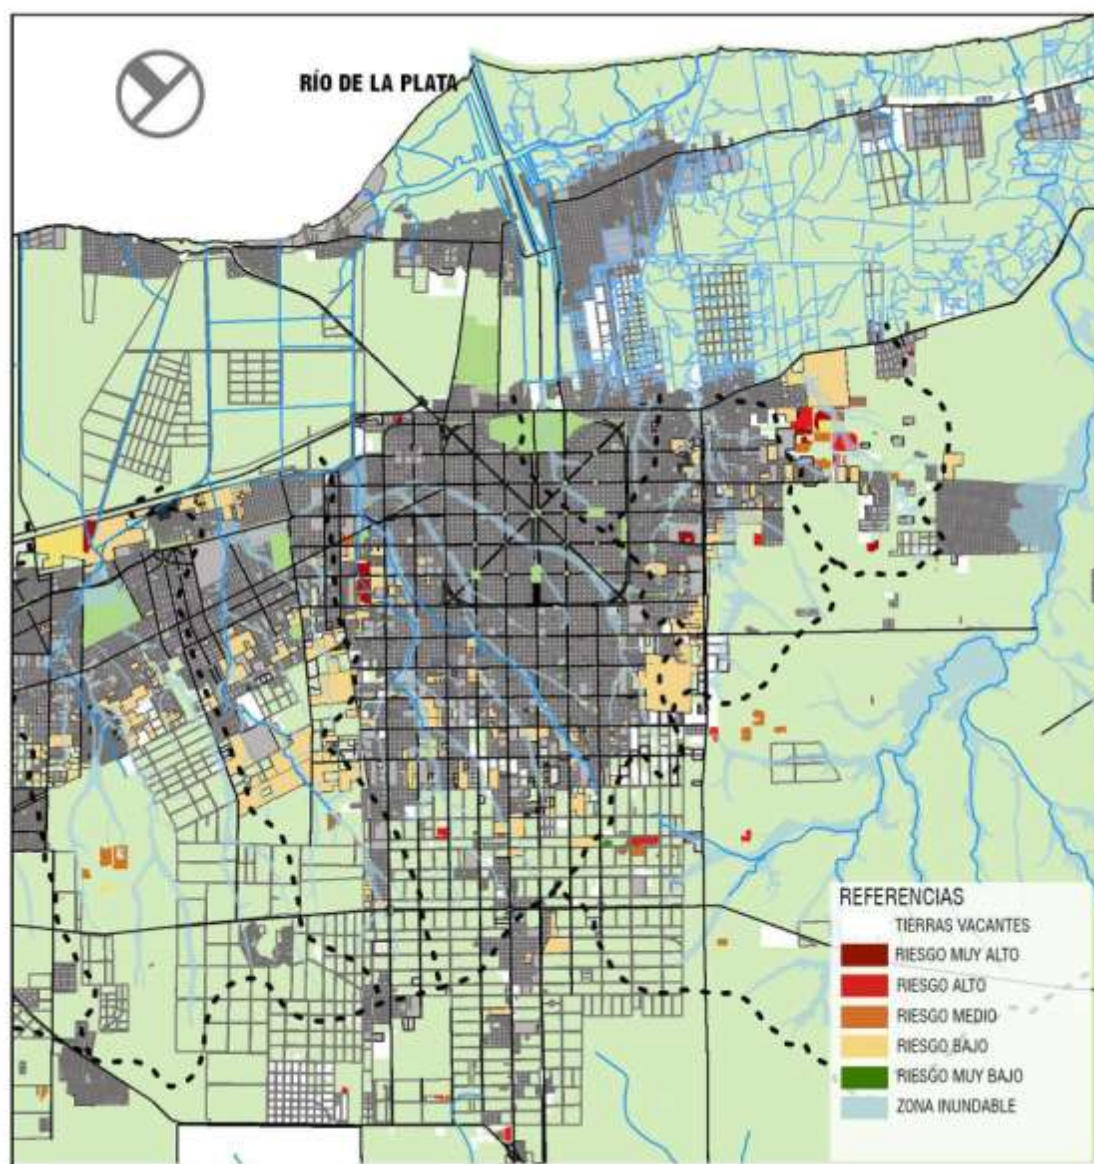 RÍO DE LA PLATA
REFERENCIAS
TIERRAS VACANTES
RIESGO MUY ALTO
RIESGO ALTO
RIESGO MEDIO
RIESGO BAJO
RIESGO MUY BAJO
ZONA INUNDABLE